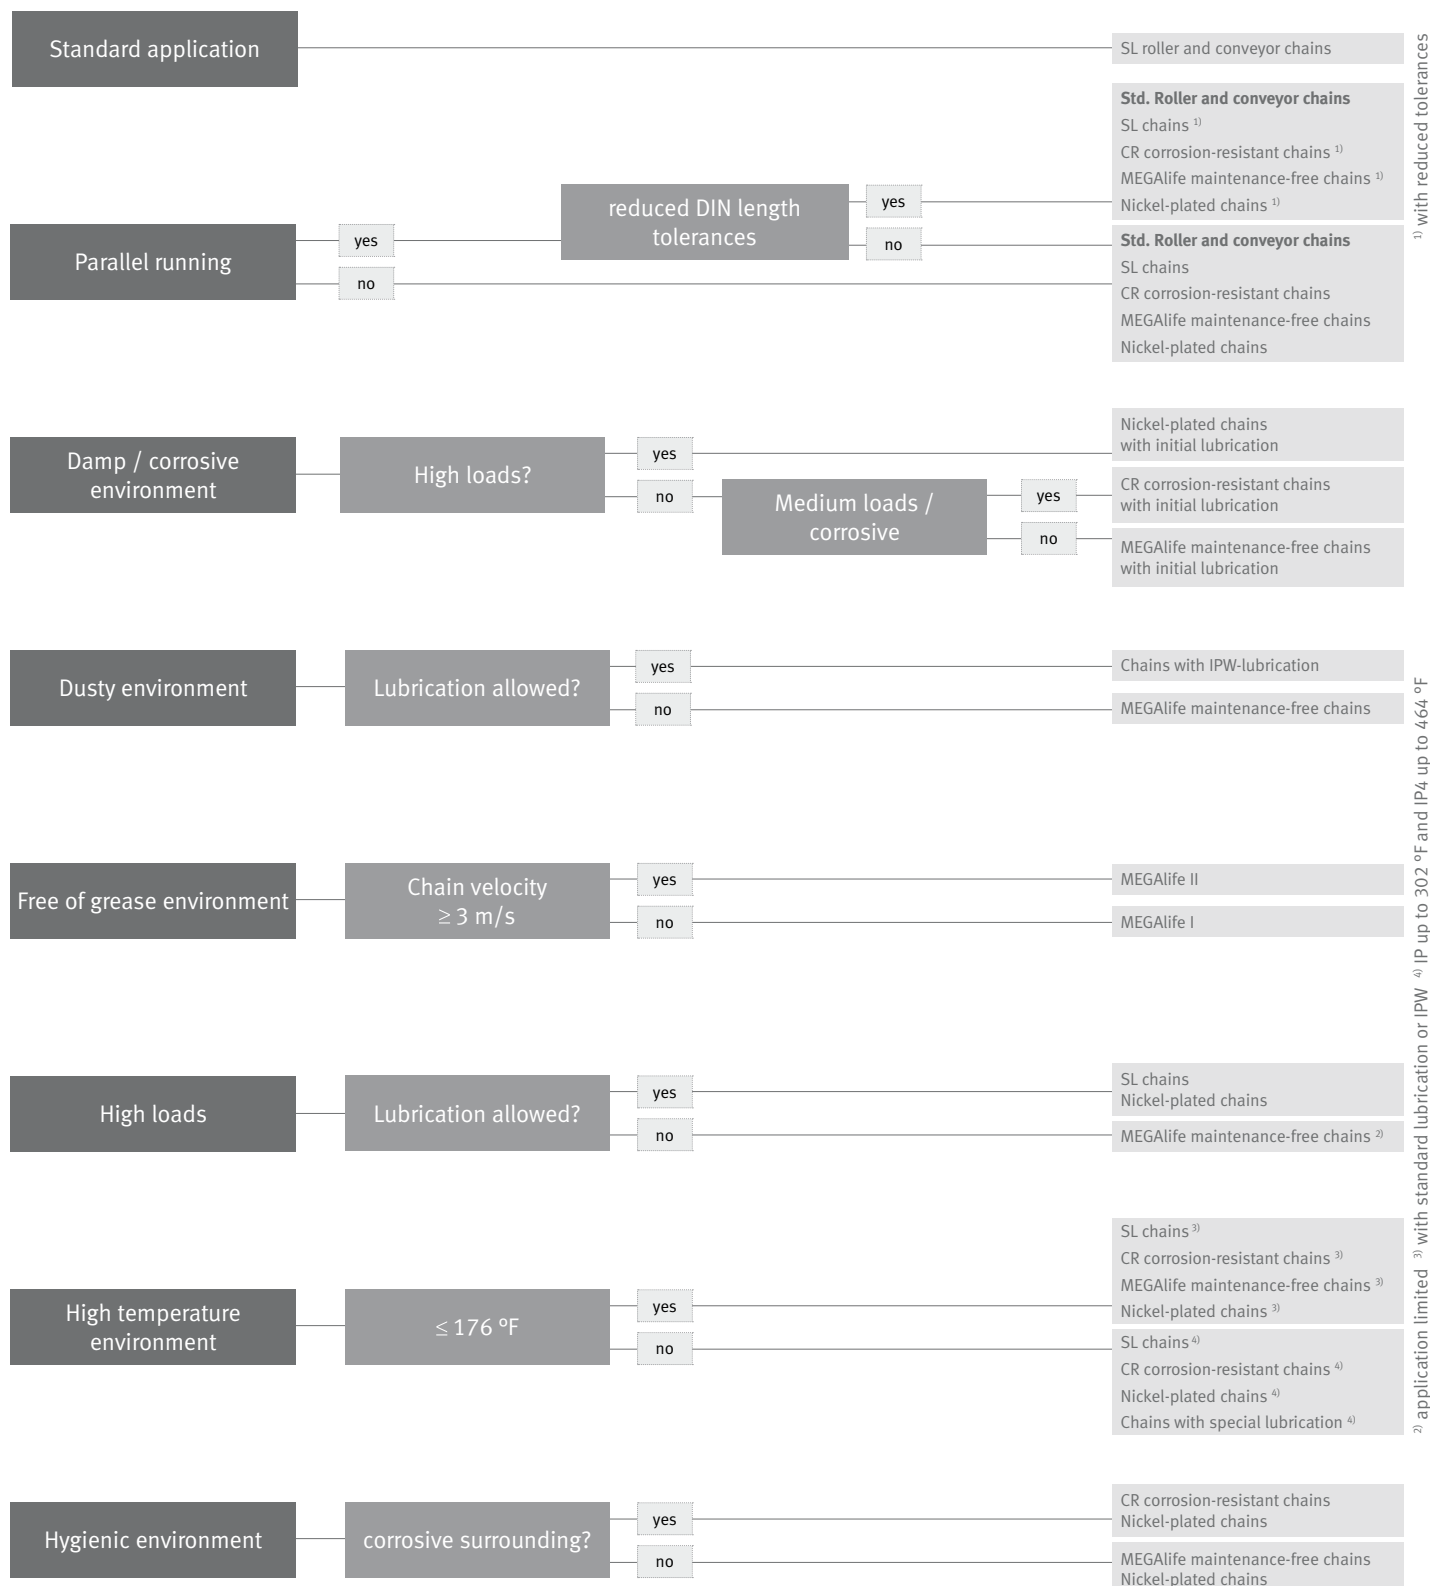 Standard application
SL roller and conveyor chains
Parallel running
yes
no
reduced DIN length
tolerances
yes
no
Std. Roller and conveyor chains
SL chains 1)
CR corrosion-resistant chains 1)
MEGAlife maintenance-free chains 1)
Nickel-plated chains 1)
Std. Roller and conveyor chains
SL chains
CR corrosion-resistant chains
MEGAlife maintenance-free chains
Nickel-plated chains
1) with reduced tolerances
Damp / corrosive
environment
High loads?
yes
no
Medium loads /
corrosive
yes
no
Nickel-plated chains
with initial lubrication
CR corrosion-resistant chains
with initial lubrication
MEGAlife maintenance-free chains
with initial lubrication
Dusty environment
Lubrication allowed?
yes
no
Chains with IPW-lubrication
MEGAlife maintenance-free chains
Free of grease environment
Chain velocity
≥ 3 m/s
yes
no
MEGAlife II
MEGAlife I
High loads
Lubrication allowed?
yes
no
SL chains
Nickel-plated chains
MEGAlife maintenance-free chains 2)
High temperature
environment
≤ 176 °F
yes
no
SL chains 3)
CR corrosion-resistant chains 3)
MEGAlife maintenance-free chains 3)
Nickel-plated chains 3)
SL chains 4)
CR corrosion-resistant chains 4)
Nickel-plated chains 4)
Chains with special lubrication 4)
2) application limited 3) with standard lubrication or IPW 4) IP up to 302 °F and IP4 up to 464 °F
Hygienic environment
corrosive surrounding?
yes
no
CR corrosion-resistant chains
Nickel-plated chains
MEGAlife maintenance-free chains
Nickel-plated chains